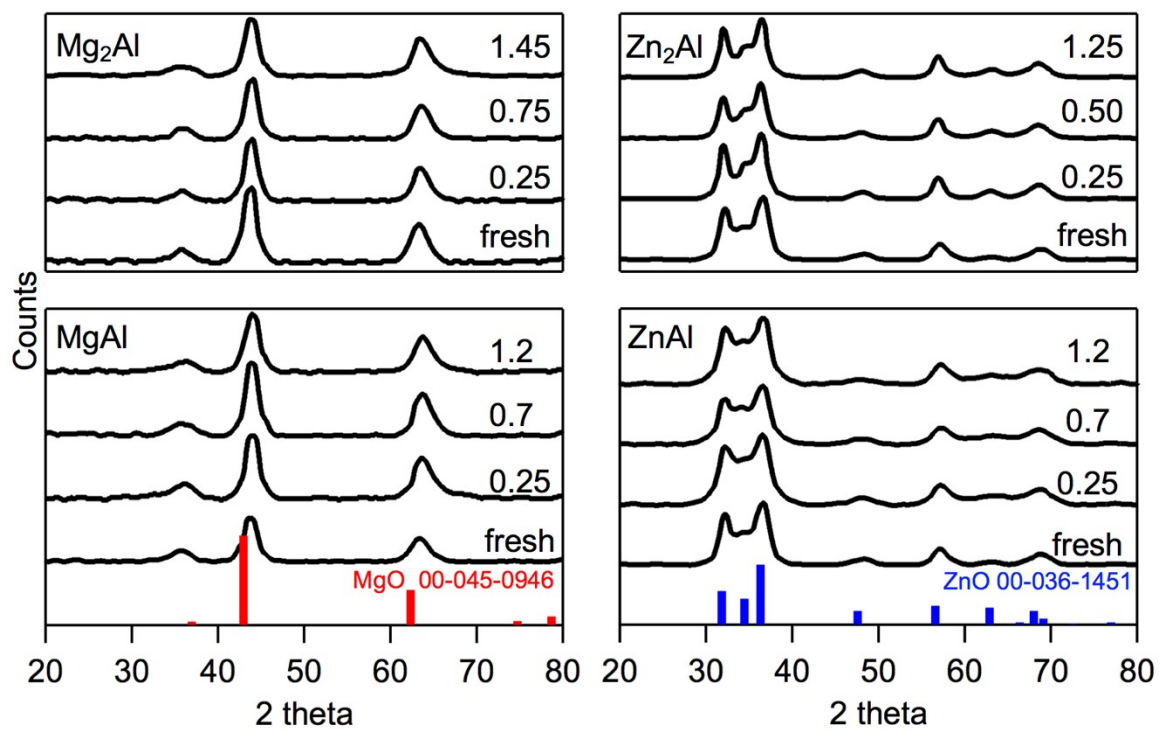 Counts
Mg₂Al
1.45
0.75
0.25
fresh
Zn₂Al
1.25
0.50
0.25
fresh
MgAl
1.2
0.7
0.25
fresh
MgO 00-045-0946
20 30 40 50 60 70 80
2 theta
ZnAl
1.2
0.7
0.25
fresh
ZnO 00-036-1451
20 30 40 50 60 70 80
2 theta